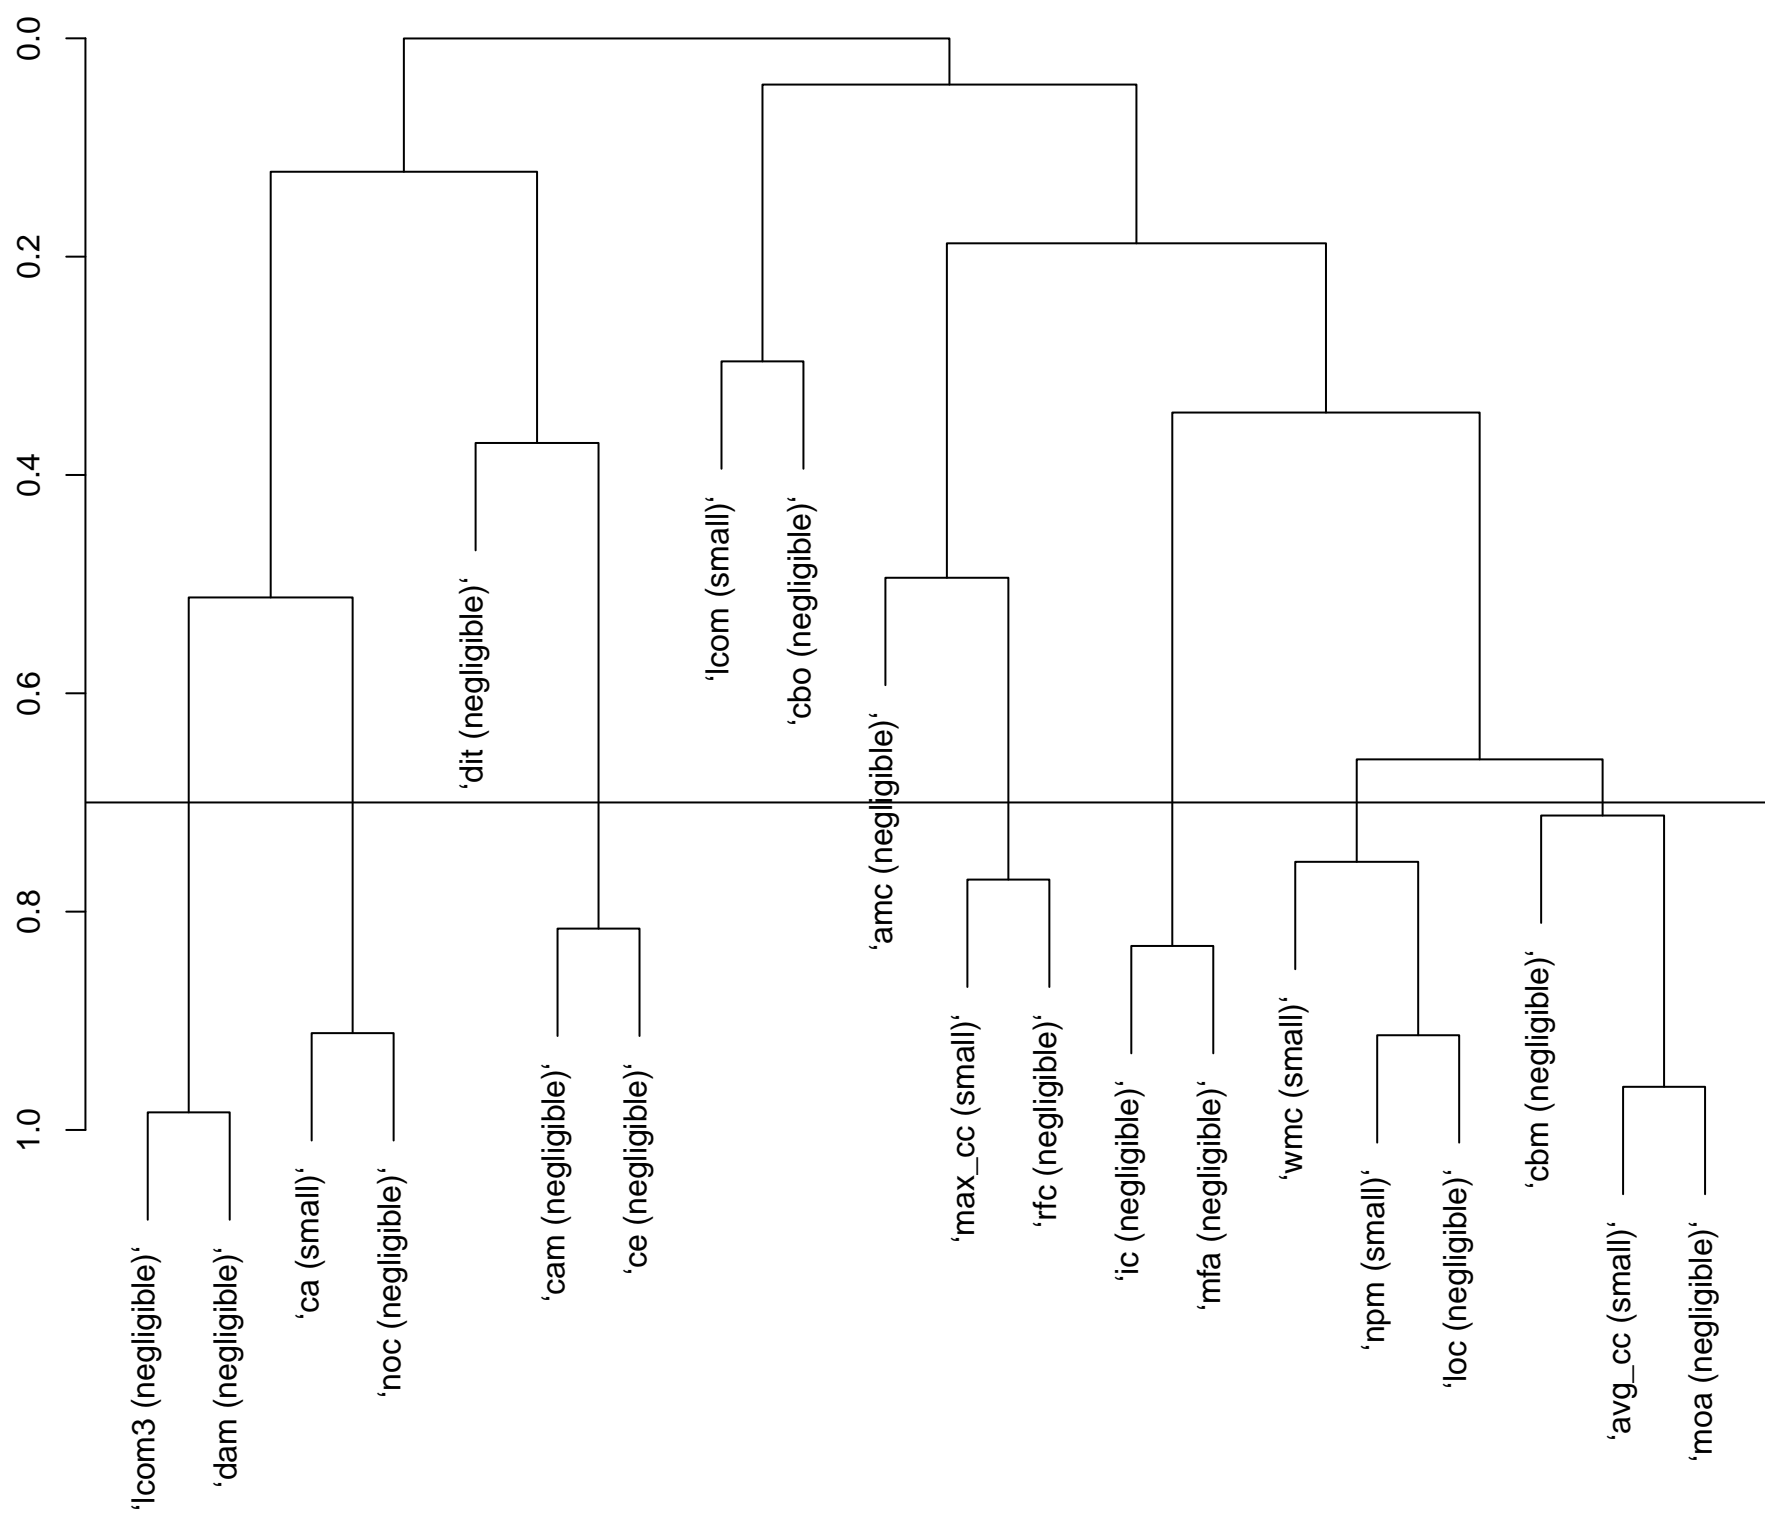 0.0
0.2
0.4
0.6
0.8
1.0
‘lcom3 (negligible)‘
‘dam (negligible)‘
‘ca (small)‘
‘noc (negligible)‘
‘dit (negligible)‘
‘cam (negligible)‘
‘ce (negligible)‘
‘lcom (small)‘
‘cbo (negligible)‘
‘amc (negligible)‘
‘max_cc (small)‘
‘rfc (negligible)‘
‘ic (negligible)‘
‘mfa (negligible)‘
‘wmc (small)‘
‘npm (small)‘
‘loc (negligible)‘
‘cbm (negligible)‘
‘avg_cc (small)‘
‘moa (negligible)‘